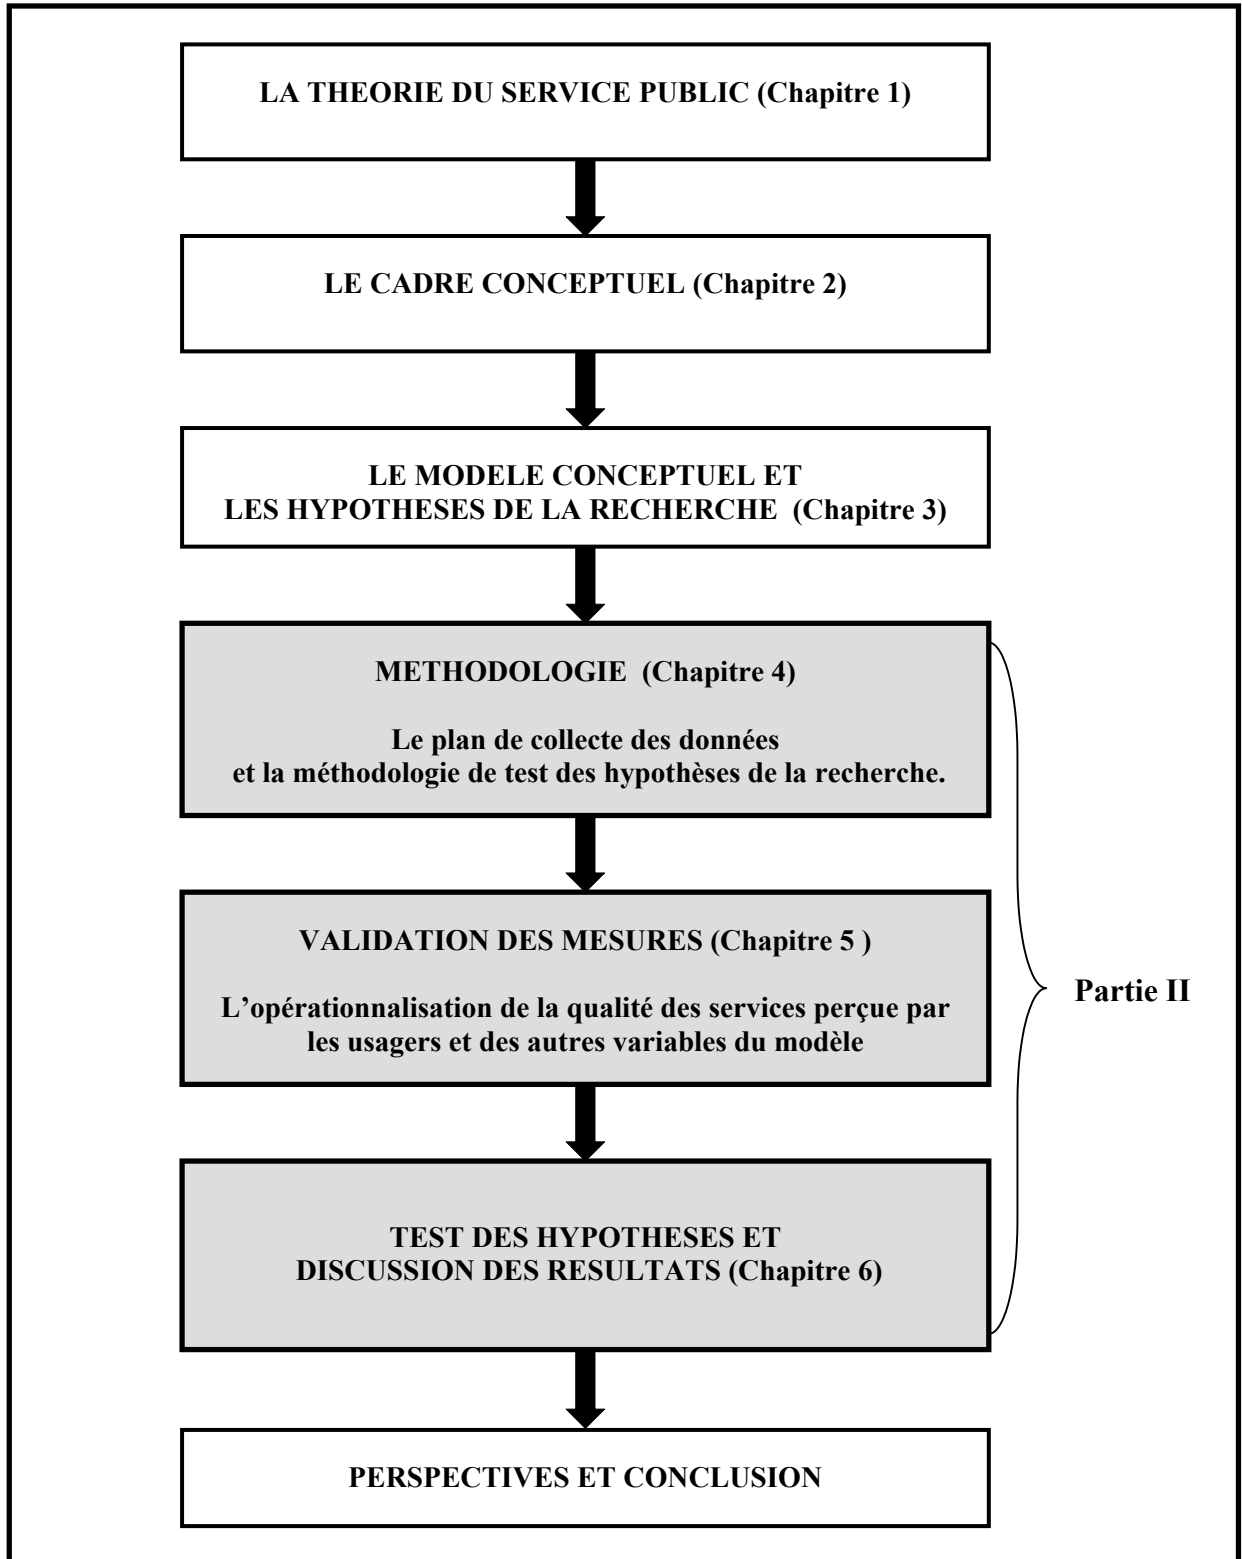 LA THEORIE DU SERVICE PUBLIC (Chapitre 1)
LE CADRE CONCEPTUEL (Chapitre 2)
LE MODELE CONCEPTUEL ET
LES HYPOTHESES DE LA RECHERCHE (Chapitre 3)
METHODOLOGIE (Chapitre 4)
Le plan de collecte des données
et la méthodologie de test des hypothèses de la recherche.
VALIDATION DES MESURES (Chapitre 5 )
L’opérationnalisation de la qualité des services perçue par
les usagers et des autres variables du modèle
Partie II
TEST DES HYPOTHESES ET
DISCUSSION DES RESULTATS (Chapitre 6)
PERSPECTIVES ET CONCLUSION